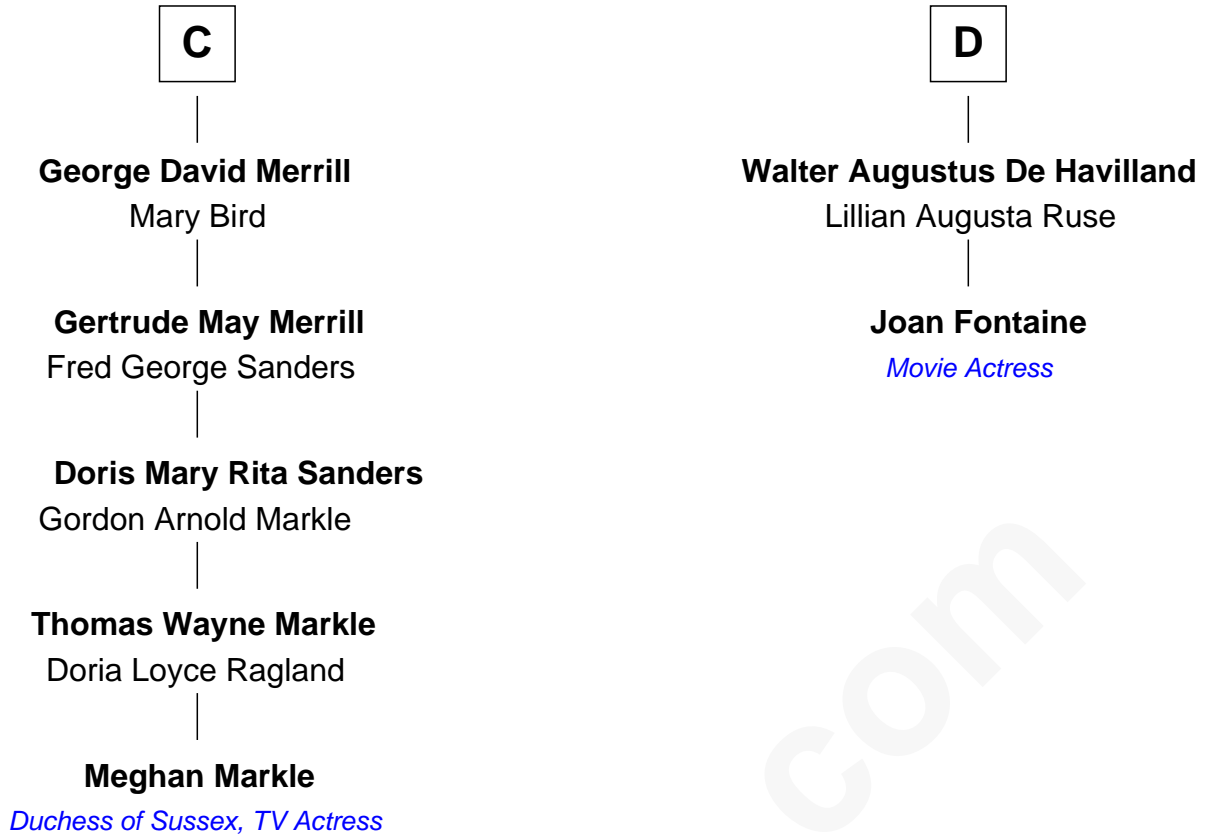 C
George David Merrill
Mary Bird
Gertrude May Merrill
Fred George Sanders
Doris Mary Rita Sanders
Gordon Arnold Markle
Thomas Wayne Markle
Doria Loyce Ragland
Meghan Markle
Duchess of Sussex, TV Actress
D
Walter Augustus De Havilland
Lillian Augusta Ruse
Joan Fontaine
Movie Actress
com